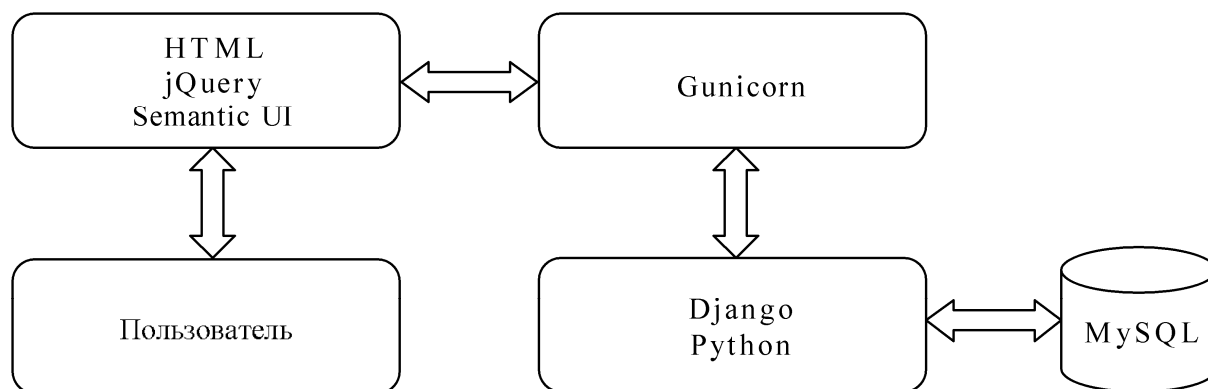 HTML
jQuery
Semantic UI
Gunicorn
Пользователь
Django
Python
MySQL